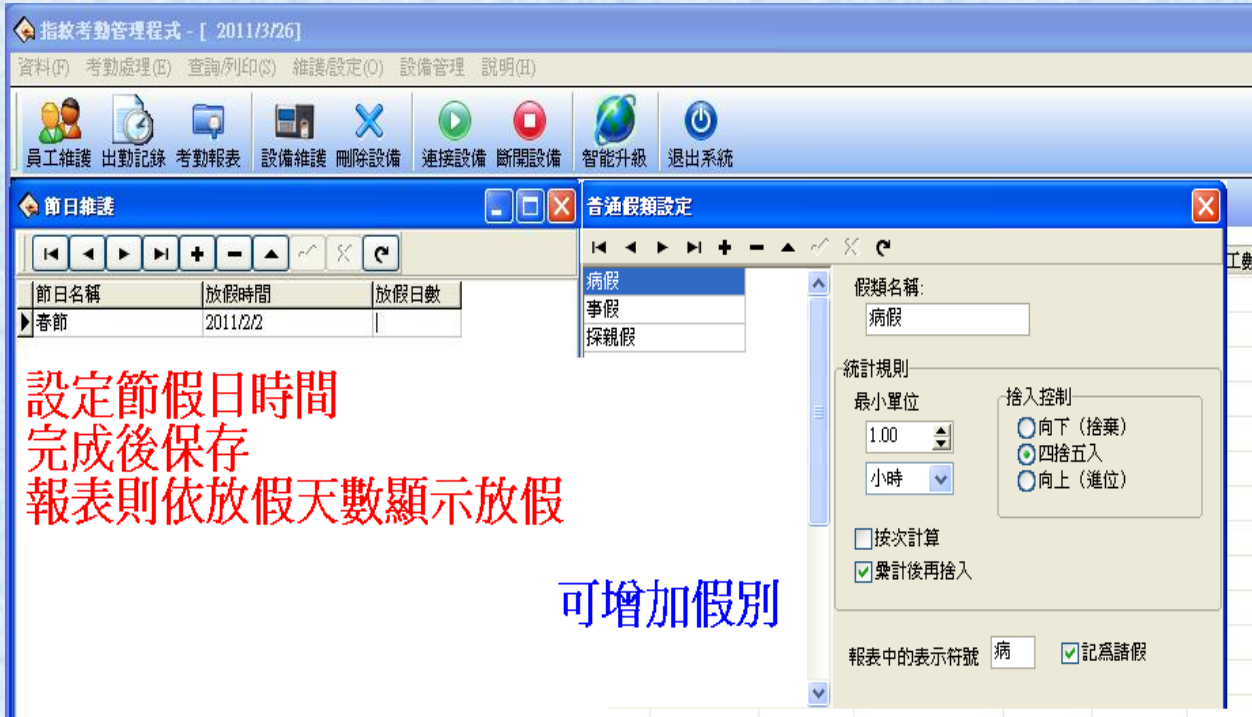 指紋考勤管理程式 - [ 2011/3/26]
資料(F) 考勤處理(E) 查詢/列印(S) 維護/設定(O) 設備管理 說明(H)
員工維護 出勤記錄 考勤報表 設備維護 刪除設備 連接設備 斷開設備 智能升級 退出系統
節日維護
節日名稱 放假時間 放假日數
春節 2011/2/2
設定節假日時間
完成後保存
報表則依放假天數顯示放假
普通假類設定
工數
病假
事假
探親假
假類名稱:
病假
統計規則
最小單位
1.00
小時
捨入控制
向下（捨棄）
四捨五入
向上（進位）
按次計算
彙計後再捨入
可增加假別
報表中的表示符號 病 記爲請假